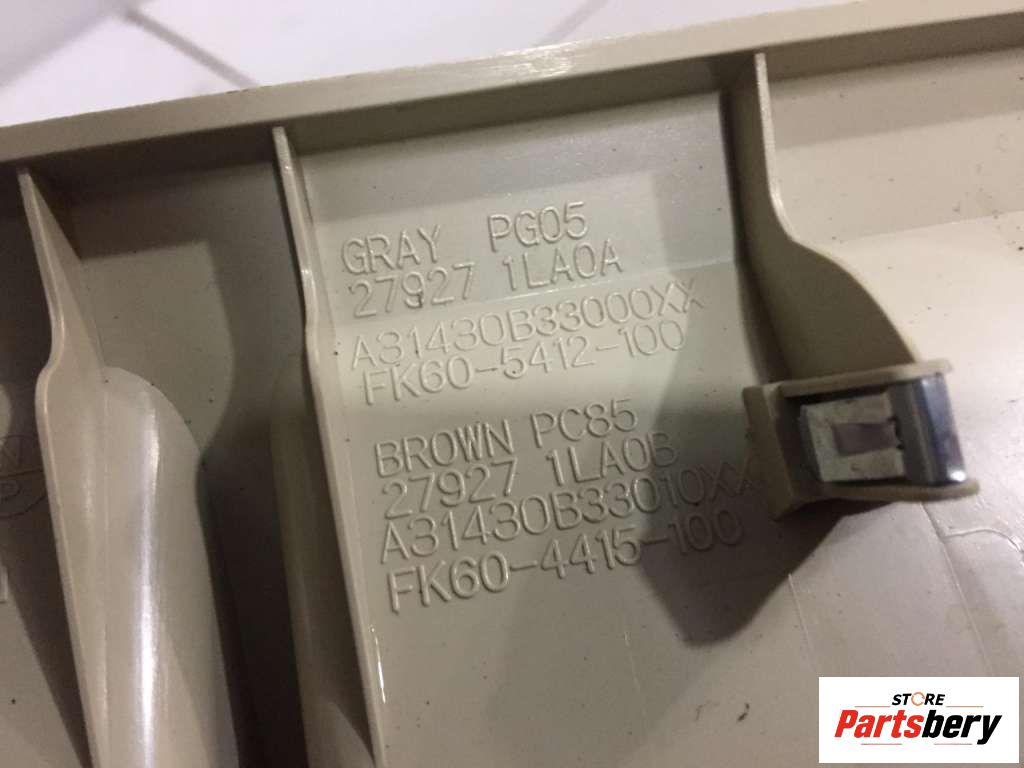 GRAY PG05
27927 1LA0A
A31430B33000XX
FK60-5412-100
BROWN PC85
27927 1LA0B
A31430B33010XX
FK60-4415-100
STORE
Partsbery